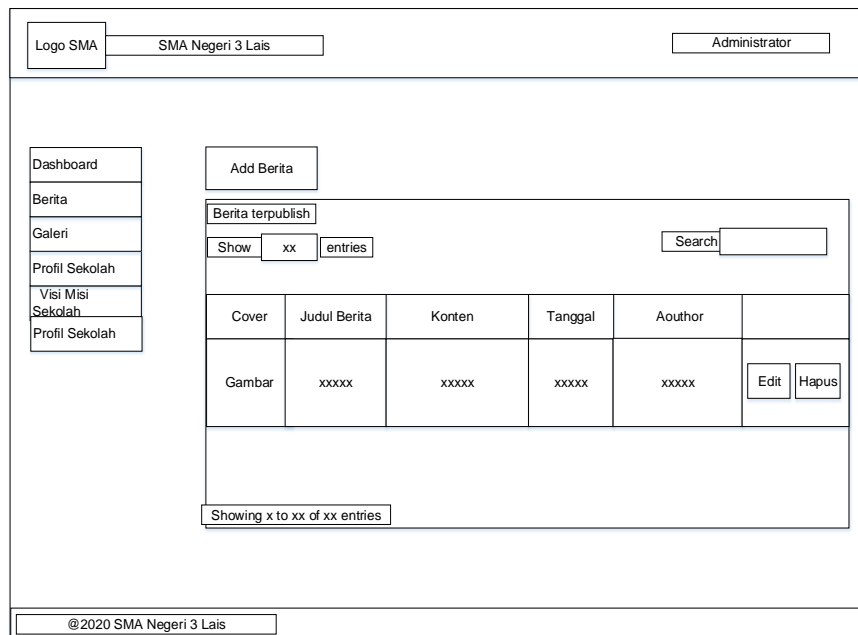 Logo SMA
SMA Negeri 3 Lais
Administrator
Dashboard
Berita
Galeri
Profil Sekolah
Visi Misi
Sekolah
Profil Sekolah
Add Berita
Berita terpublish
Show xx entries
Search
Cover Judul Berita Konten Tanggal Aouthor
Gambar xxxxx xxxxx xxxxx xxxxx Edit Hapus
Showing x to xx of xx entries
@2020 SMA Negeri 3 Lais